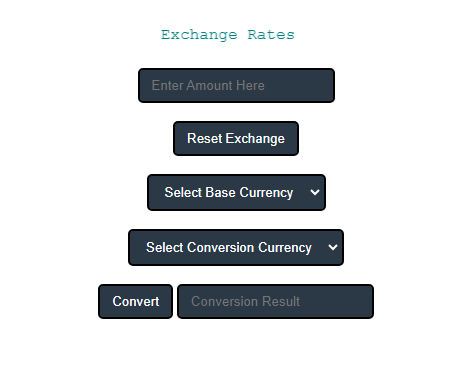 Exchange Rates
Enter Amount Here
Reset Exchange
Select Base Currency
Select Conversion Currency
Convert Conversion Result